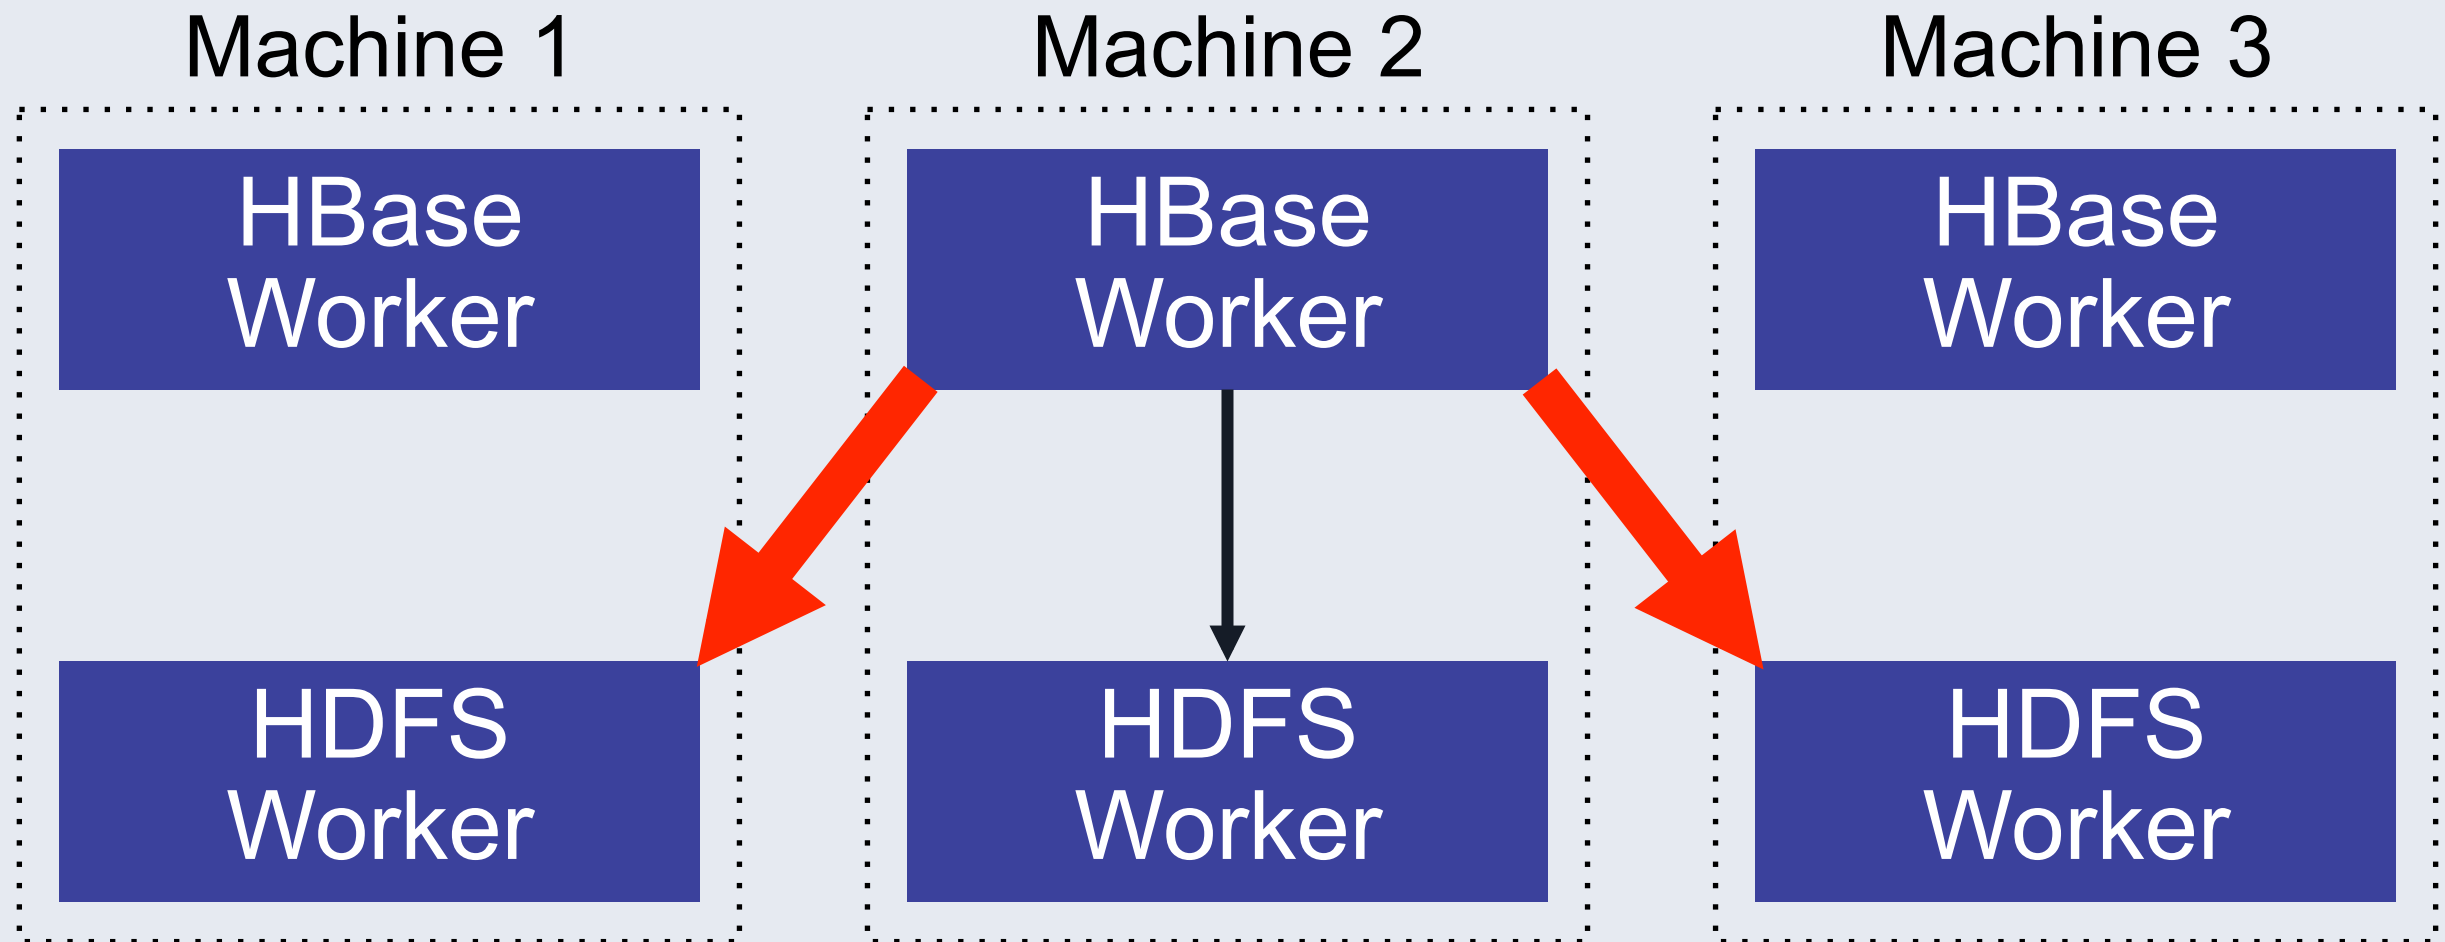 Machine 1
Machine 2
Machine 3
HBase
Worker
HBase
Worker
HBase
Worker
HDFS
Worker
HDFS
Worker
HDFS
Worker